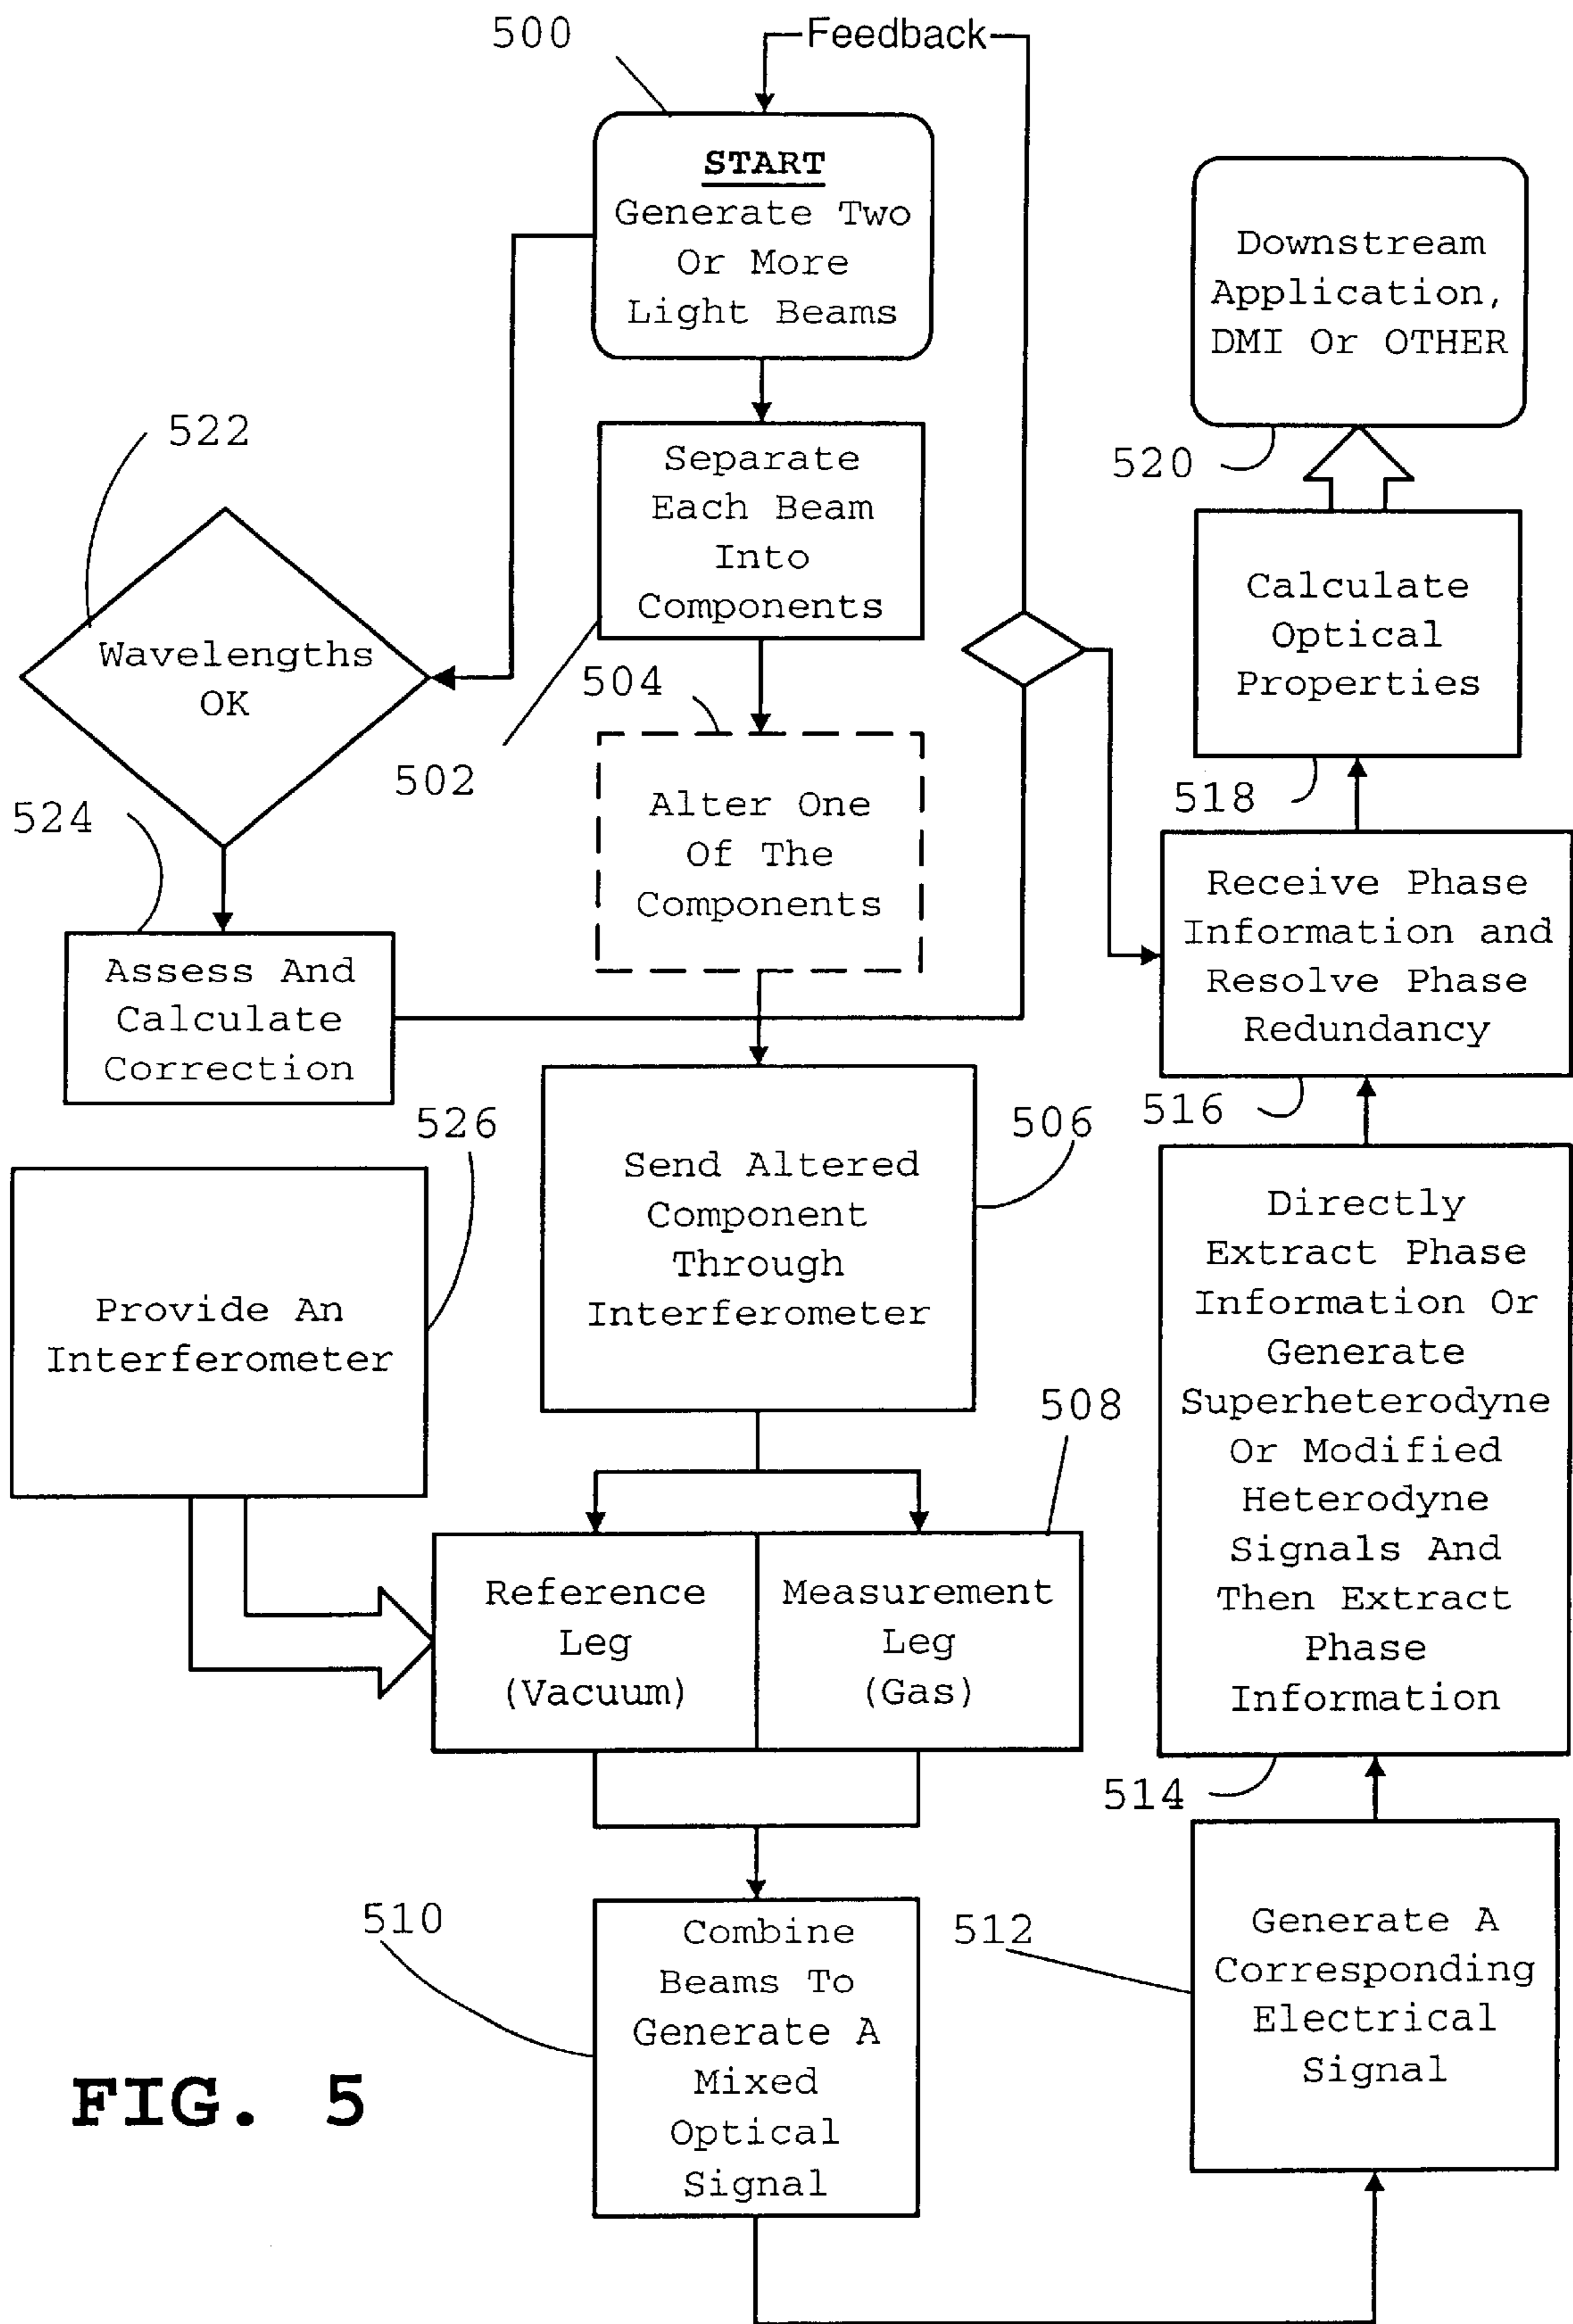 500
Feedback
START
Generate Two
Or More
Light Beams
Downstream
Application,
DMI Or OTHER
520
522
Separate
Each Beam
Into
Components
502
Wavelengths
OK
504
Alter One
Of The
Components
Calculate
Optical
Properties
518
524
Assess And
Calculate
Correction
Receive Phase
Information and
Resolve Phase
Redundancy
516
526
Provide An
Interferometer
506
Send Altered
Component
Through
Interferometer
508
Reference
Leg
(Vacuum)
Measurement
Leg
(Gas)
Directly
Extract Phase
Information Or
Generate
Superheterodyne
Or Modified
Heterodyne
Signals And
Then Extract
Phase
Information
514
510
Combine
Beams To
Generate A
Mixed
Optical
Signal
512
Generate A
Corresponding
Electrical
Signal
FIG. 5